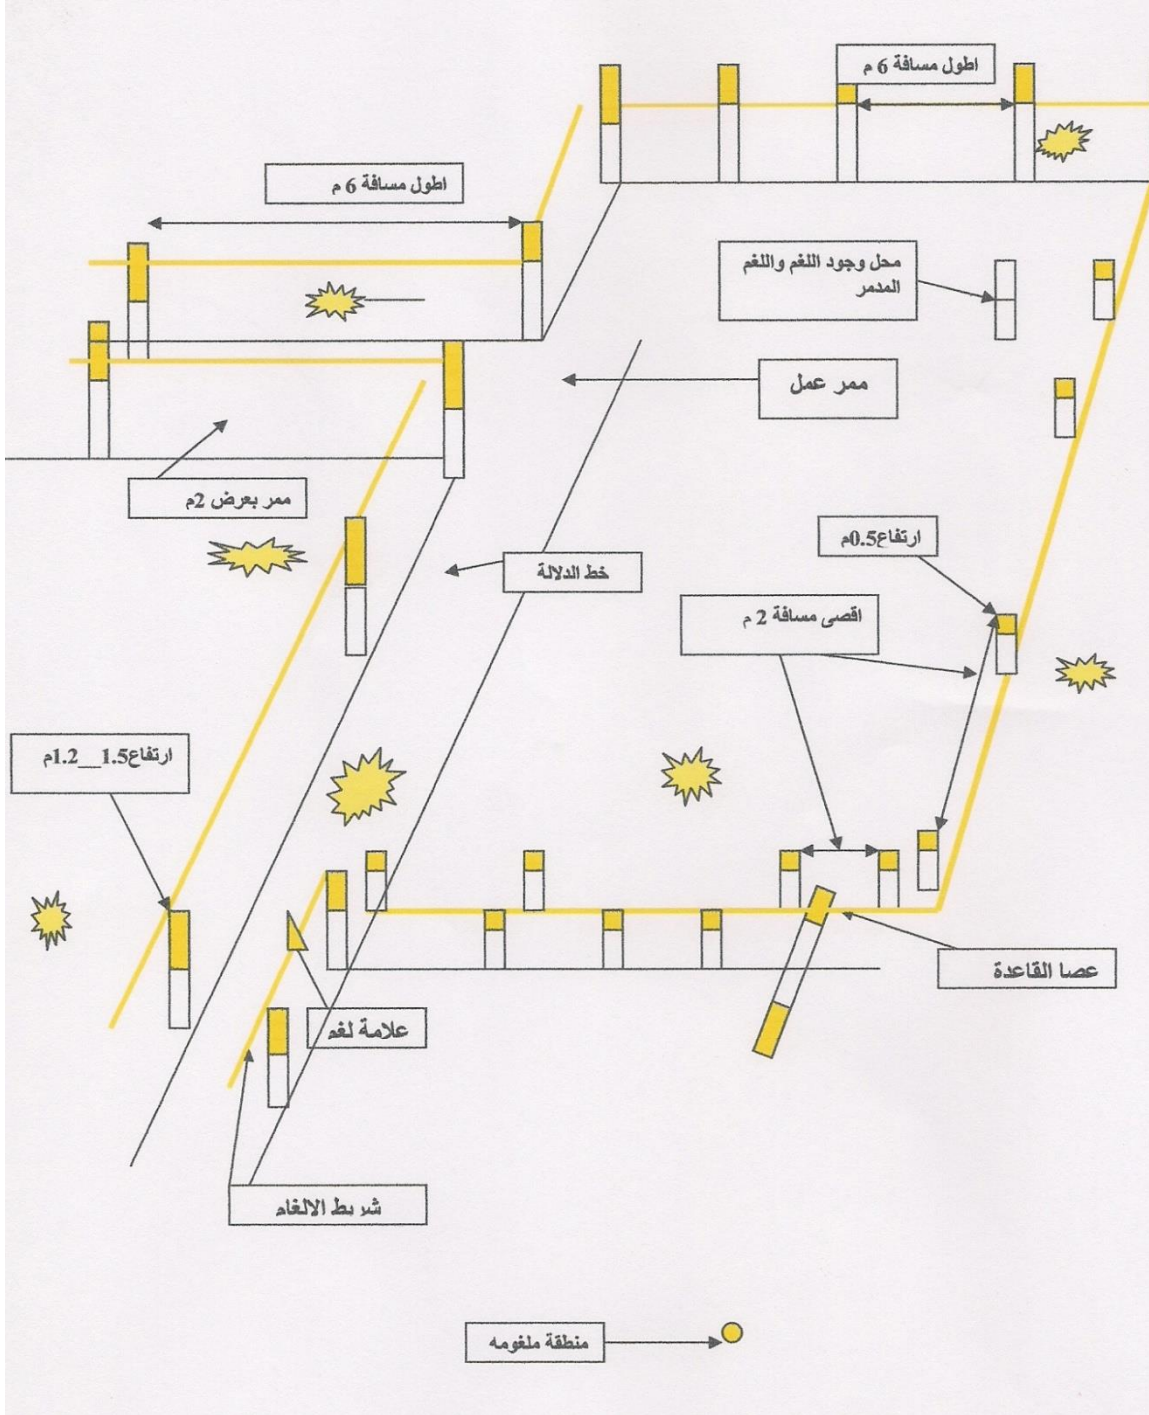 اطول مسافة 6 م
اطول مسافة 6 م
محل وجود اللغم واللغم
المدمر
ممر عمل
ممر بعرض 2م
ارتفاع0.5م
خط الدلالة
اقصى مسافة 2 م
ارتفاع1.5__1.2م
عصا القاعدة
علامة لغم
شريط الالغام
منطقة ملغومه